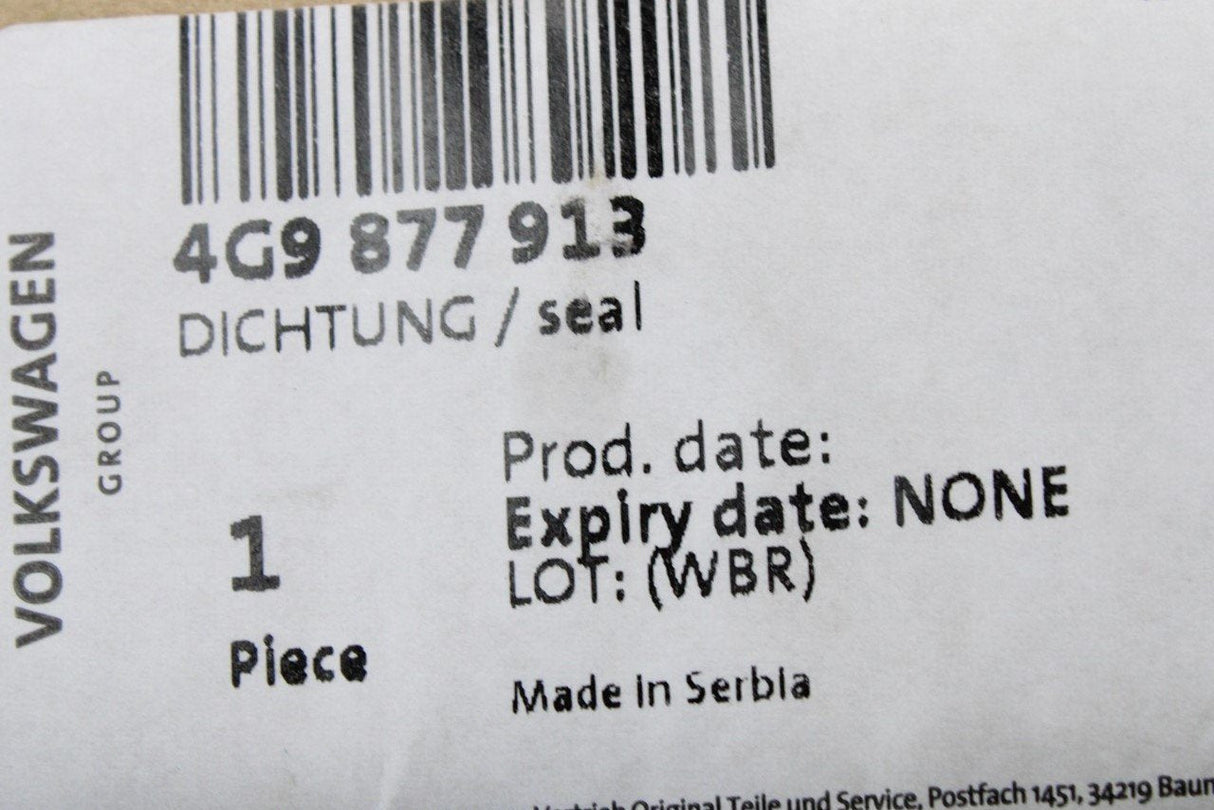 4G9 877 913
DICHTUNG / seal
VOLKSWAGEN
GROUP
Prod. date:
Expiry date: NONE
LOT: (WBR)
1
Piece
Made in Serbia
Original Teile und Service, Postfach 1451, 34219